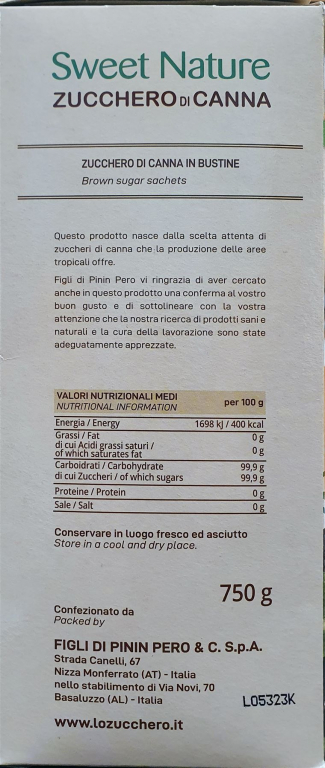 Sweet Nature
ZUCCHERO DI CANNA
ZUCCHERO DI CANNA IN BUSTINE
Brown sugar sachets
Questo prodotto nasce dalla scelta attenta di
zuccheri di canna che la produzione delle aree
tropicali offre.
Figli di Pinin Pero vi ringrazia di aver cercato
anche in questo prodotto una conferma al vostro
buon gusto e di sottolineare con la vostra
attenzione che la nostra ricerca di prodotti sani e
naturali e la cura della lavorazione sono state
adeguatamente apprezzate.
VALORI NUTRIZIONALI MEDI
NUTRITIONAL INFORMATION
per 100 g
Energia / Energy 1698 kJ / 400 kcal
Grassi / Fat 0 g
di cui Acidi grassi saturi /
of which saturates fat 0 g
Carboidrati / Carbohydrate 99,9 g
di cui Zuccheri / of which sugars 99,9 g
Proteine / Protein 0 g
Sale / Salt 0 g
Conservare in luogo fresco ed asciutto
Store in a cool and dry place.
750 g
Confezionato da
Packed by
FIGLI DI PININ PERO & C. S.p.A.
Strada Canelli, 67
Nizza Monferrato (AT) - Italia
nello stabilimento di Via Novi, 70
Basaluzzo (AL) - Italia
L05323K
www.lozucchero.it